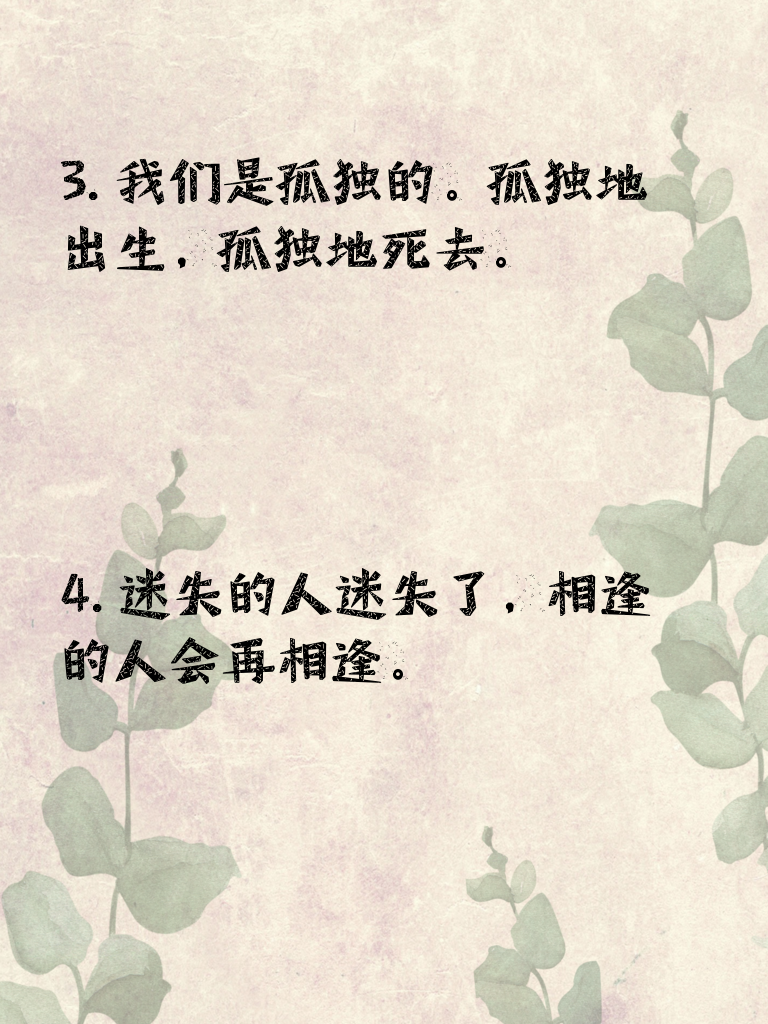 3. 我们是孤独的。孤独地
出生，孤独地死去。
4. 迷失的人迷失了，相逢
的人会再相逢。